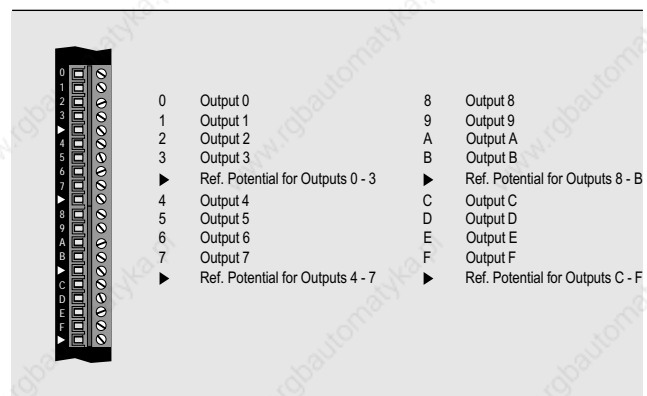 0
1
2
3
▶
4
5
6
7
▶
8
9
A
B
▶
C
D
E
F
▶
0 Output 0
1 Output 1
2 Output 2
3 Output 3
▶ Ref. Potential for Outputs 0 - 3
4 Output 4
5 Output 5
6 Output 6
7 Output 7
▶ Ref. Potential for Outputs 4 - 7
8 Output 8
9 Output 9
A Output A
B Output B
▶ Ref. Potential for Outputs 8 - B
C Output C
D Output D
E Output E
F Output F
▶ Ref. Potential for Outputs C - F
www.rgbautomatyka.pl